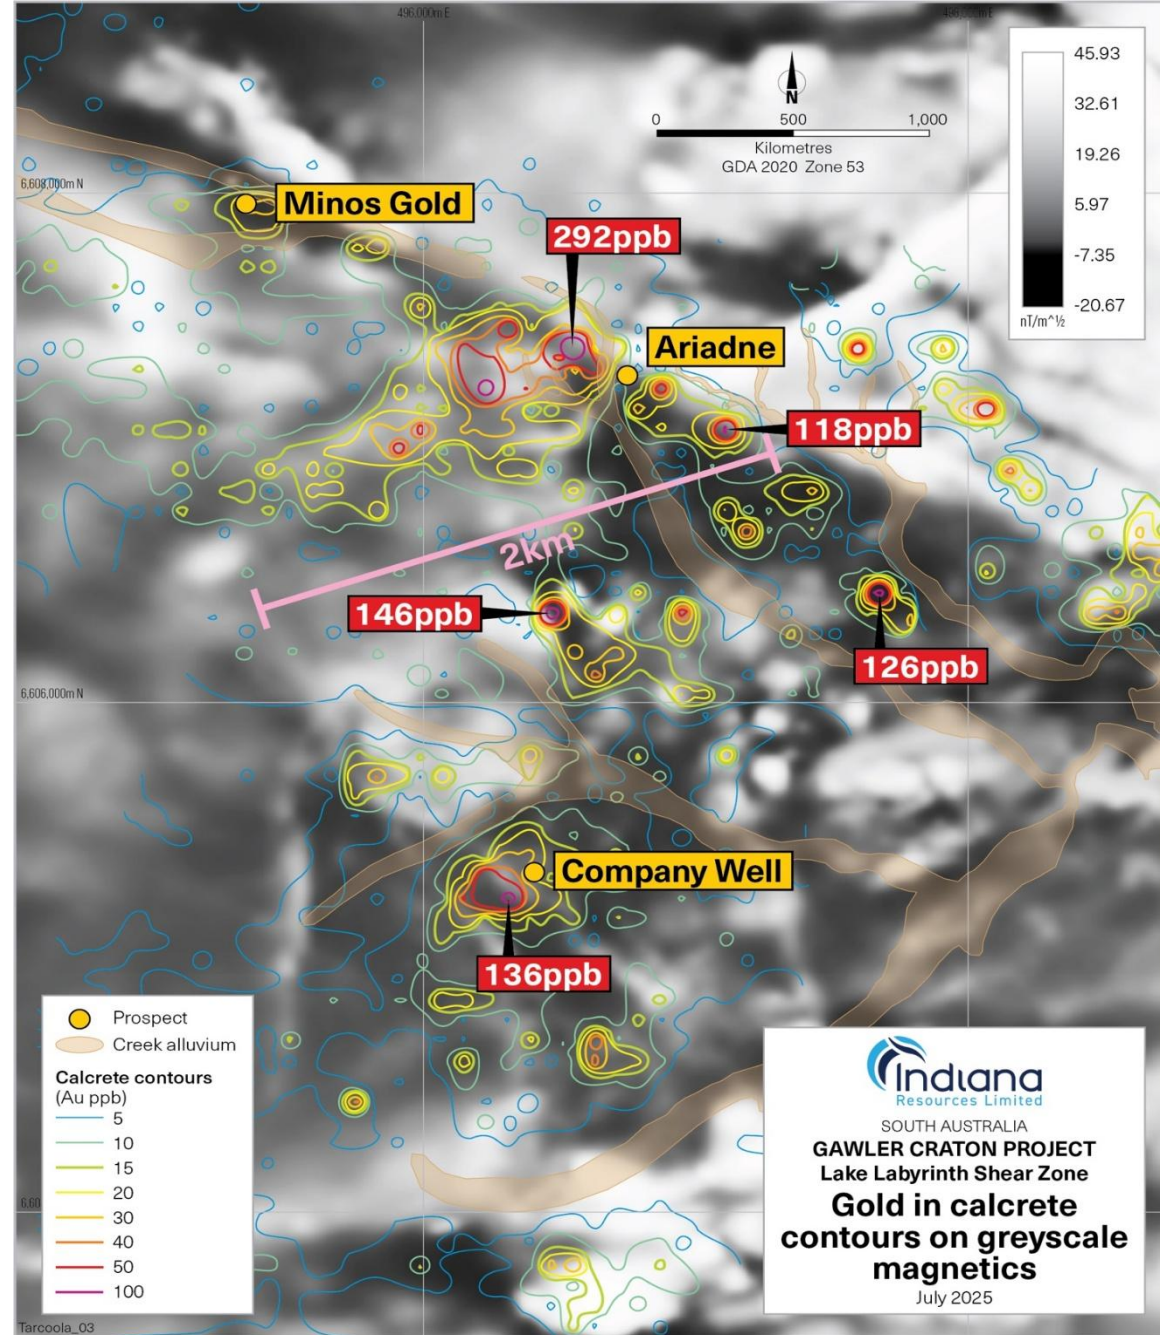 496,000m E
498,000m E
45.93
32.61
19.26
5.97
-7.35
-20.67
nT/m^½
N
0 500 1,000
Kilometres
GDA 2020 Zone 53
6,608,000m N
Minos Gold
292ppb
Ariadne
118ppb
2km
146ppb
126ppb
6,606,000m N
Company Well
136ppb
Prospect
Creek alluvium
Calcrete contours
(Au ppb)
5
10
15
20
30
40
50
100
Indiana
Resources Limited
SOUTH AUSTRALIA
GAWLER CRATON PROJECT
Lake Labyrinth Shear Zone
Gold in calcrete
contours on greyscale
magnetics
July 2025
Tarcoola_03